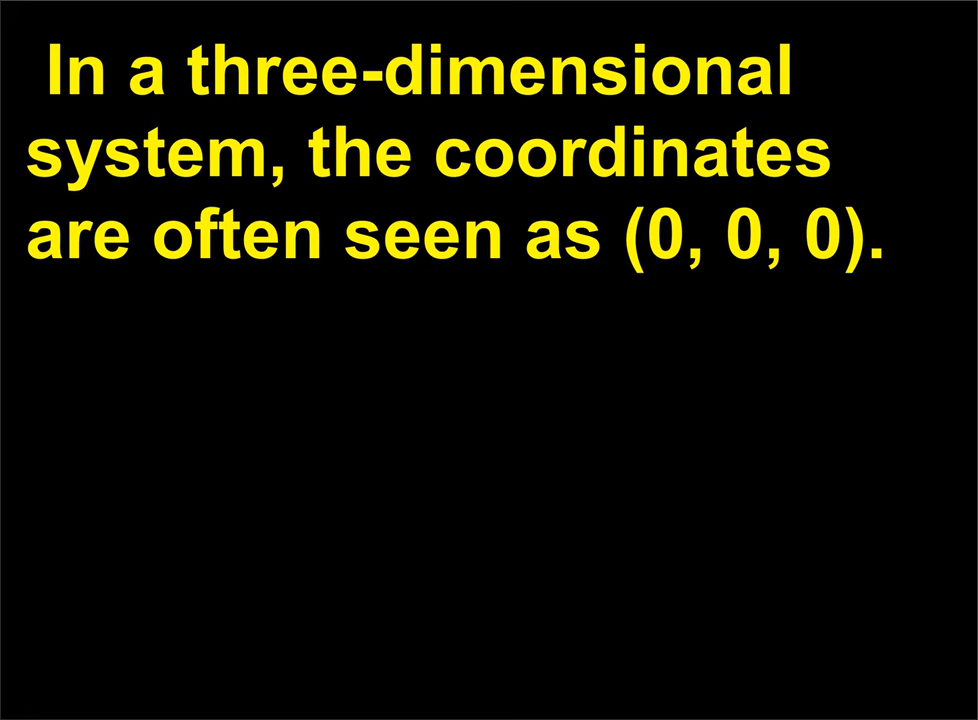 In a three-dimensional
system, the coordinates
are often seen as (0, 0, 0).